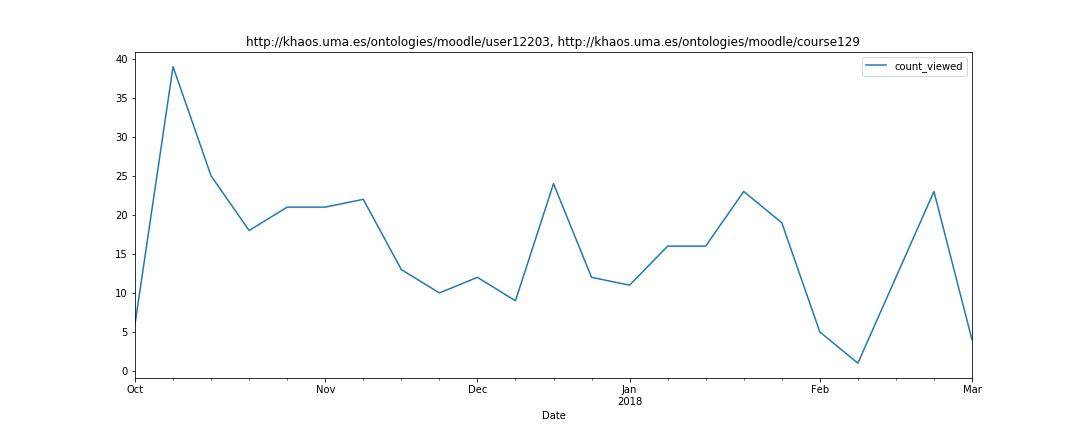 http://khaos.uma.es/ontologies/moodle/user12203, http://khaos.uma.es/ontologies/moodle/course129
count_viewed
40
35
30
25
20
15
10
5
0
Oct Nov Dec Jan Feb Mar
2018
Date